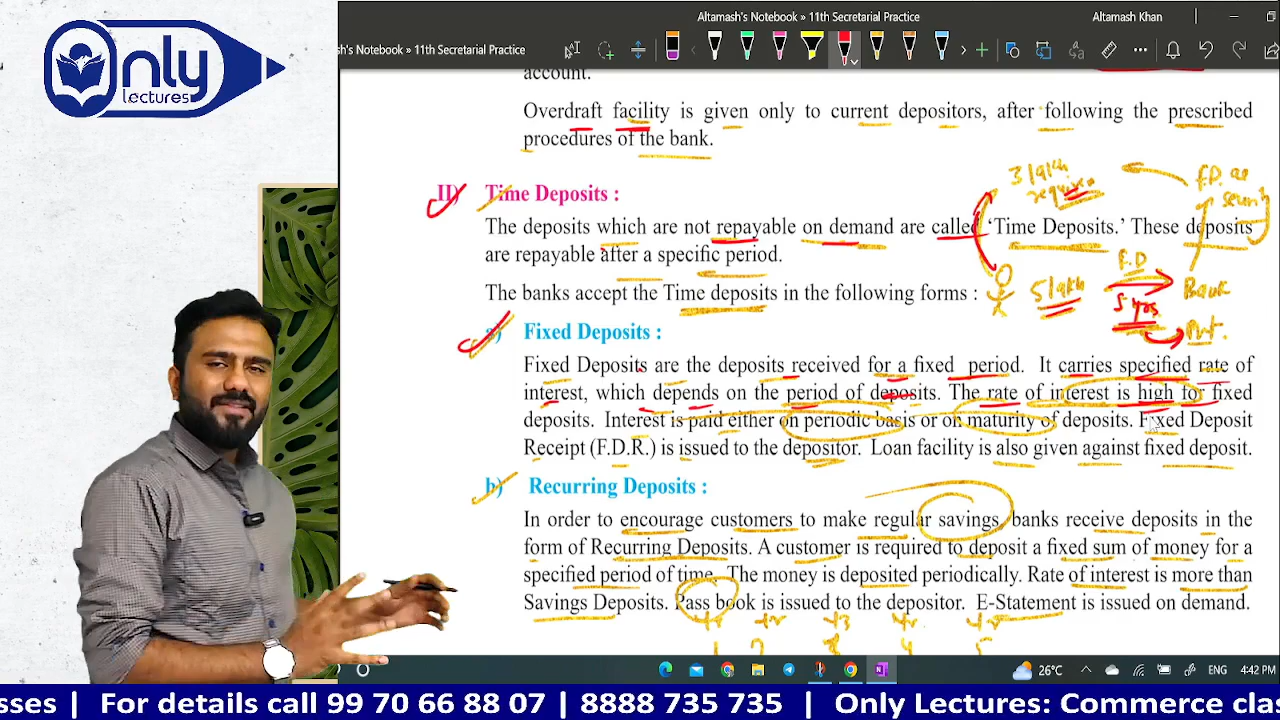 Only
lectures
Altamash's Notebook » 11th Secretarial Practice
Altamash Khan
h's Notebook » 11th Secretarial Practice
account.
Overdraft facility is given only to current depositors, after following the prescribed
procedures of the bank.
II) Time Deposits :
The deposits which are not repayable on demand are called 'Time Deposits.' These deposits
are repayable after a specific period.
The banks accept the Time deposits in the following forms :
3 lakh
require
F.D. as
F.D
5 lakh
5 yrs
Bank
a) Fixed Deposits :
Fixed Deposits are the deposits received for a fixed period. It carries specified rate of
interest, which depends on the period of deposits. The rate of interest is high for fixed
deposits. Interest is paid either on periodic basis or on maturity of deposits. Fixed Deposit
Receipt (F.D.R.) is issued to the depositor. Loan facility is also given against fixed deposit.
b) Recurring Deposits :
In order to encourage customers to make regular savings, banks receive deposits in the
form of Recurring Deposits. A customer is required to deposit a fixed sum of money for a
specified period of time. The money is deposited periodically. Rate of interest is more than
Savings Deposits. Pass book is issued to the depositor. E-Statement is issued on demand.
26°C
ENG
4:42 PM
sses | For details call 99 70 66 88 07 | 8888 735 735 | Only Lectures: Commerce clas